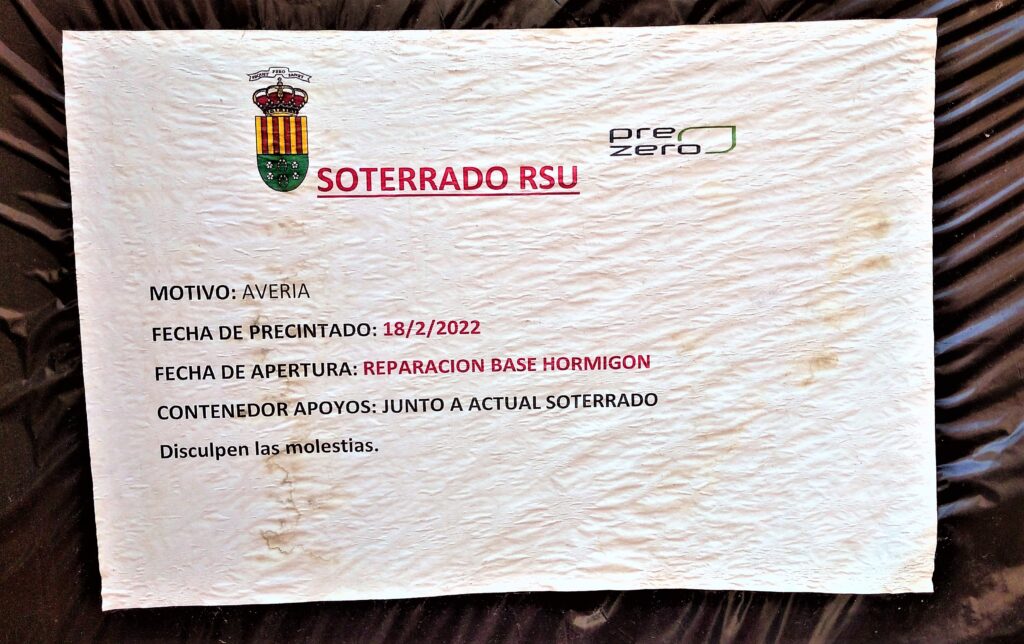 pre
zero
SOTERRADO RSU
MOTIVO: AVERIA
FECHA DE PRECINTADO: 18/2/2022
FECHA DE APERTURA: REPARACION BASE HORMIGON
CONTENEDOR APOYOS: JUNTO A ACTUAL SOTERRADO
Disculpen las molestias.